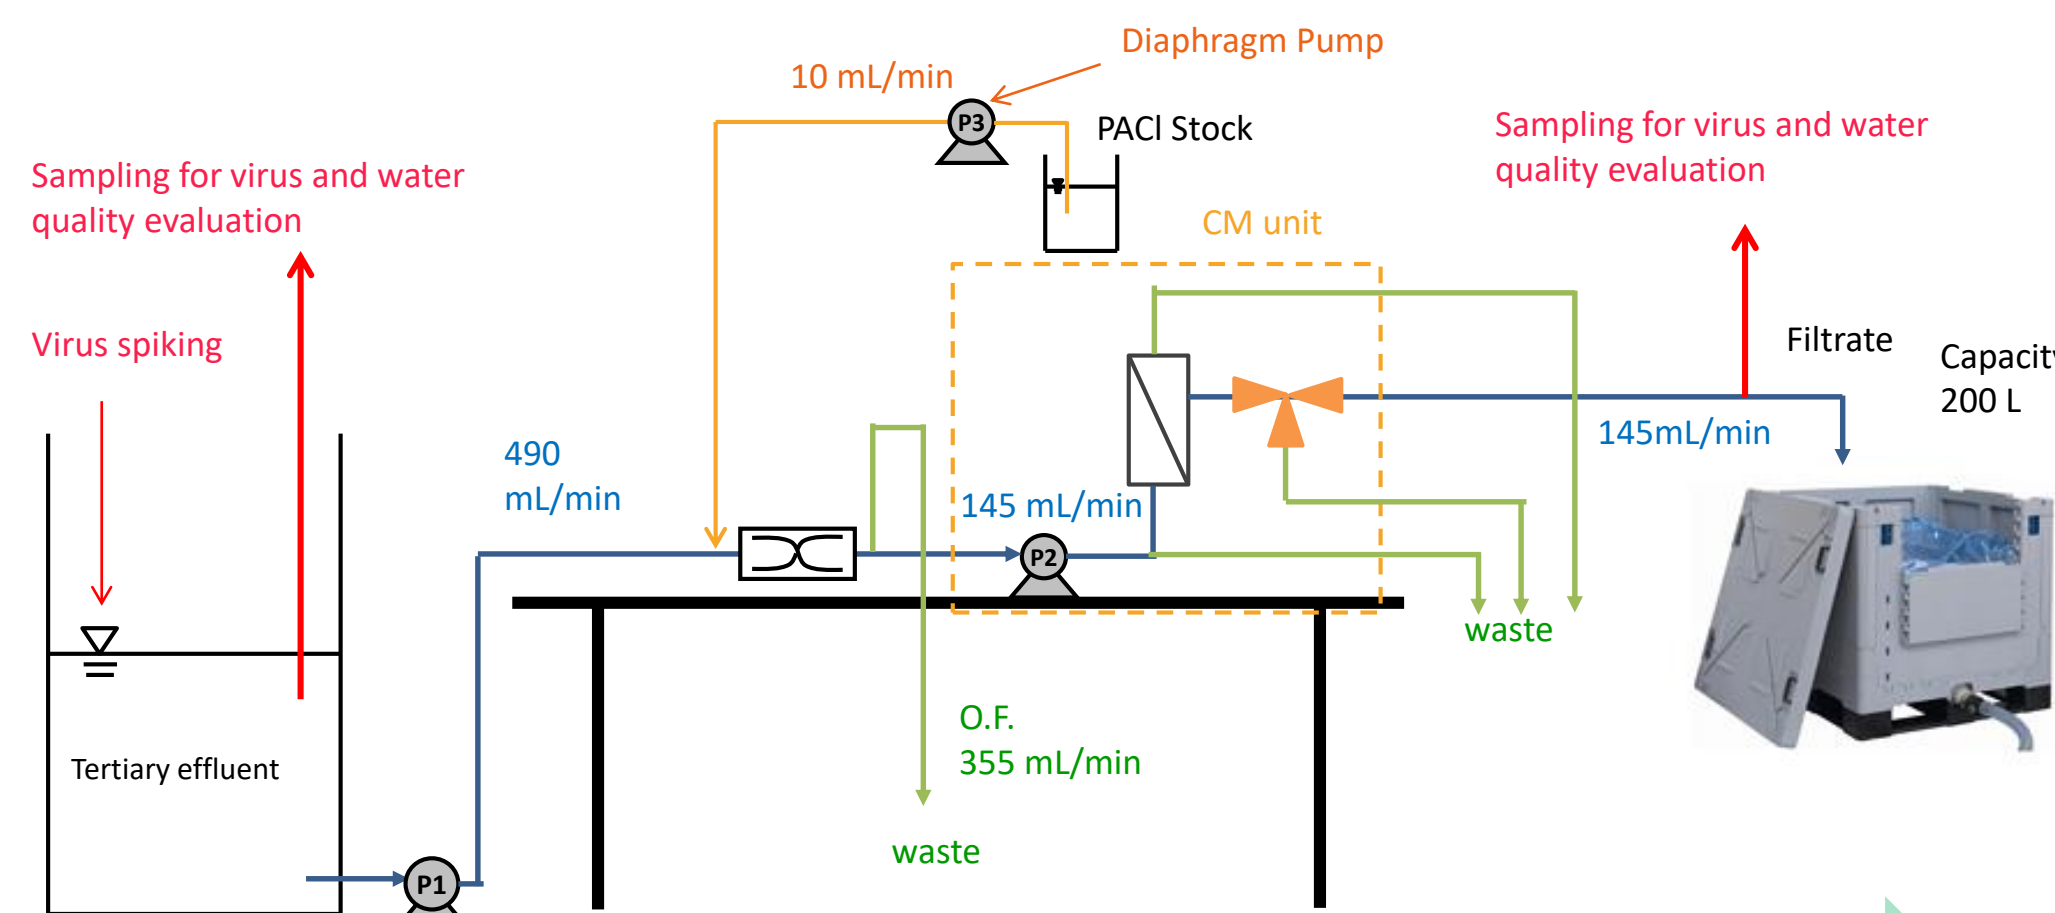 Diaphragm Pump
10 mL/min
P3
PACl Stock
Sampling for virus and water
quality evaluation
Sampling for virus and water
quality evaluation
CM unit
Virus spiking
Filtrate
Capacity
200 L
145mL/min
490
mL/min
145 mL/min
P2
waste
O.F.
355 mL/min
Tertiary effluent
waste
P1